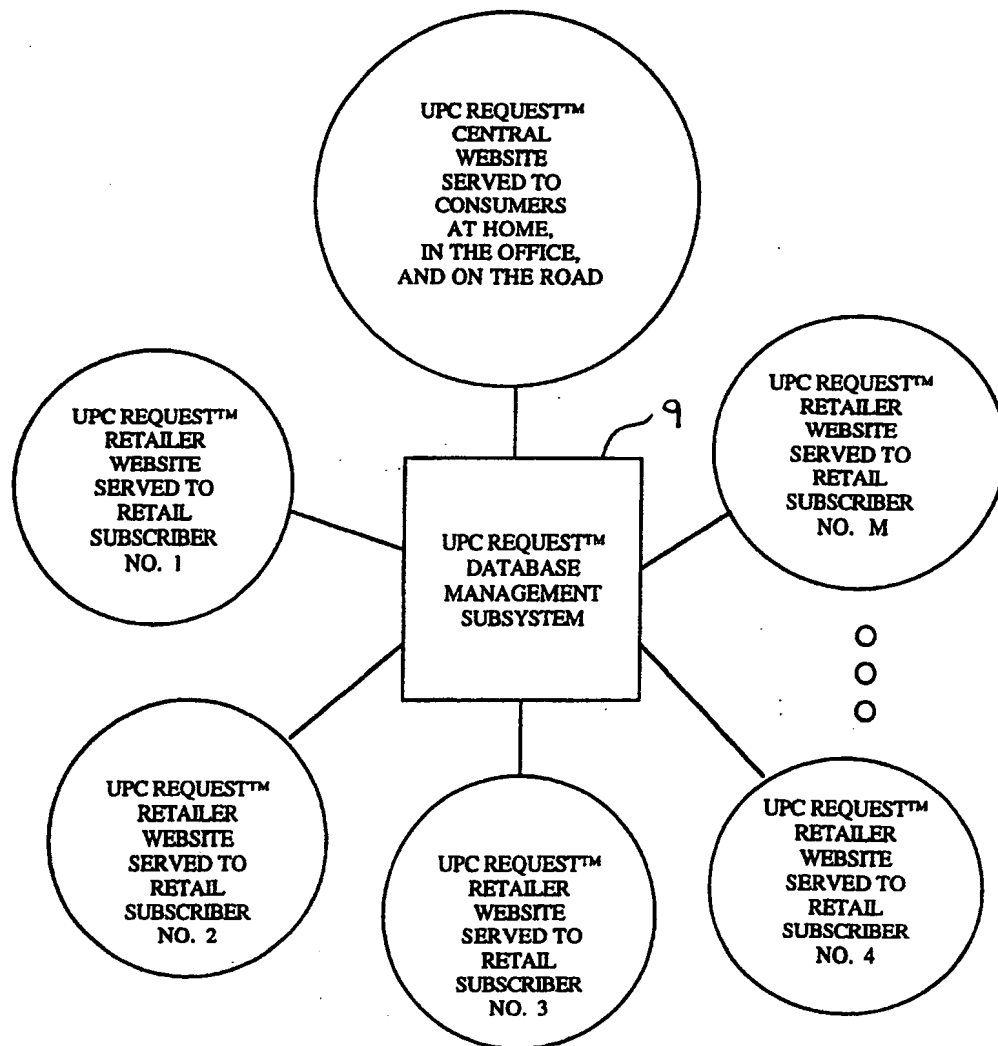 UPC REQUEST™
CENTRAL
WEBSITE
SERVED TO
CONSUMERS
AT HOME,
IN THE OFFICE,
AND ON THE ROAD
UPC REQUEST™
RETAILER
WEBSITE
SERVED TO
RETAIL
SUBSCRIBER
NO. 1
9
UPC REQUEST™
DATABASE
MANAGEMENT
SUBSYSTEM
UPC REQUEST™
RETAILER
WEBSITE
SERVED TO
RETAIL
SUBSCRIBER
NO. M
UPC REQUEST™
RETAILER
WEBSITE
SERVED TO
RETAIL
SUBSCRIBER
NO. 2
UPC REQUEST™
RETAILER
WEBSITE
SERVED TO
RETAIL
SUBSCRIBER
NO. 3
UPC REQUEST™
RETAILER
WEBSITE
SERVED TO
RETAIL
SUBSCRIBER
NO. 4